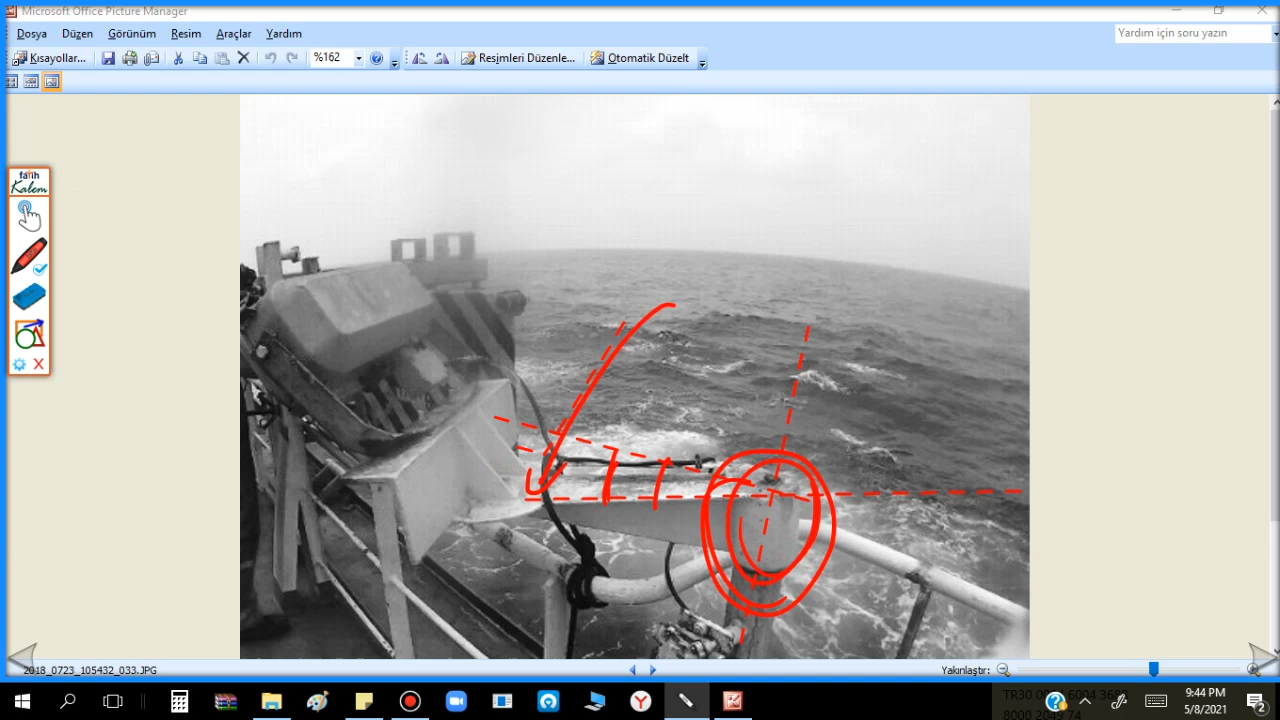 Microsoft Office Picture Manager
Dosya Düzen Görünüm Resim Araçlar Yardım
Yardım için soru yazın
Kısayollar... %162 Resimleri Düzenle... Otomatik Düzelt
fatih
Kalem
2018_0723_105432_033.JPG
Yakınlaştır:
9:44 PM
5/8/2021
2